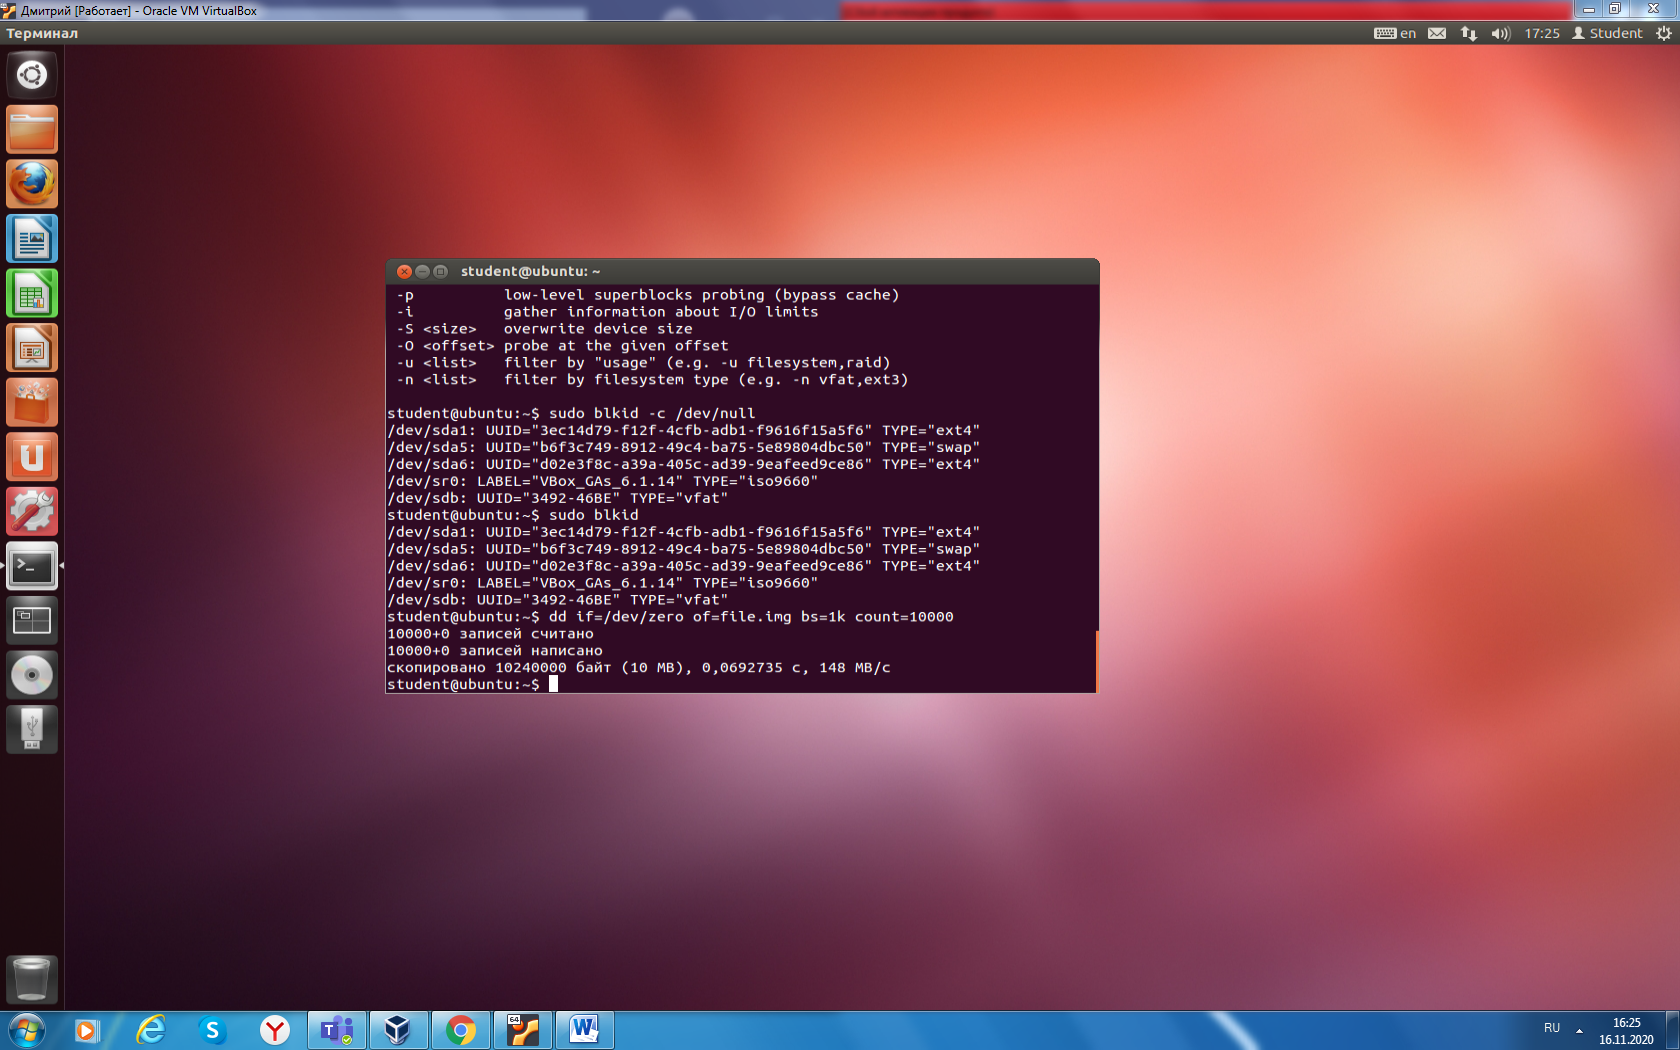 Дмитрий [Работает] - Oracle VM VirtualBox
Терминал
en
17:25
Student
student@ubuntu: ~
-p          low-level superblocks probing (bypass cache)
-i          gather information about I/O limits
-S <size>   overwrite device size
-O <offset> probe at the given offset
-u <list>   filter by "usage" (e.g. -u filesystem,raid)
-n <list>   filter by filesystem type (e.g. -n vfat,ext3)
student@ubuntu:~$ sudo blkid -c /dev/null
/dev/sda1: UUID="3ec14d79-f12f-4cfb-adb1-f9616f15a5f6" TYPE="ext4"
/dev/sda5: UUID="b6f3c749-8912-49c4-ba75-5e89804dbc50" TYPE="swap"
/dev/sda6: UUID="d02e3f8c-a39a-405c-ad39-9eafeed9ce86" TYPE="ext4"
/dev/sr0: LABEL="VBox_GAs_6.1.14" TYPE="iso9660"
/dev/sdb: UUID="3492-46BE" TYPE="vfat"
student@ubuntu:~$ sudo blkid
/dev/sda1: UUID="3ec14d79-f12f-4cfb-adb1-f9616f15a5f6" TYPE="ext4"
/dev/sda5: UUID="b6f3c749-8912-49c4-ba75-5e89804dbc50" TYPE="swap"
/dev/sda6: UUID="d02e3f8c-a39a-405c-ad39-9eafeed9ce86" TYPE="ext4"
/dev/sr0: LABEL="VBox_GAs_6.1.14" TYPE="iso9660"
/dev/sdb: UUID="3492-46BE" TYPE="vfat"
student@ubuntu:~$ dd if=/dev/zero of=file.img bs=1k count=10000
10000+0 записей считано
10000+0 записей написано
скопировано 10240000 байт (10 MB), 0,0692735 c, 148 MB/c
student@ubuntu:~$
64
RU
16:25
16.11.2020